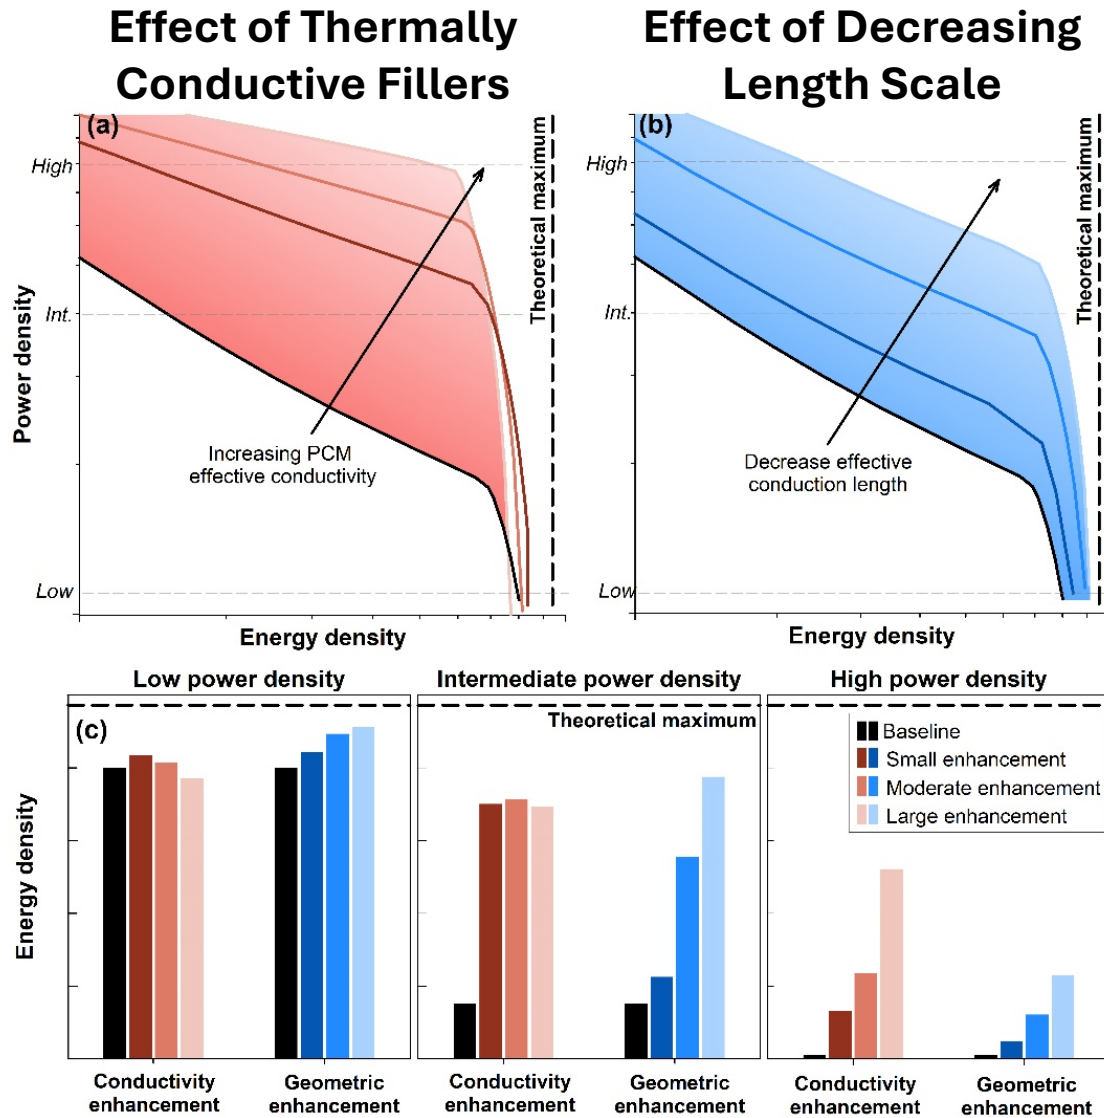 Effect of Thermally
Conductive Fillers
Effect of Decreasing
Length Scale
(a)
High
Int.
Low
Power density
Theoretical maximum
Increasing PCM
effective conductivity
Energy density
(b)
High
Int.
Low
Theoretical maximum
Decrease effective
conduction length
Energy density
Low power density
Intermediate power density
High power density
(c)
Theoretical maximum
Baseline
Small enhancement
Moderate enhancement
Large enhancement
Energy density
Conductivity
enhancement
Geometric
enhancement
Conductivity
enhancement
Geometric
enhancement
Conductivity
enhancement
Geometric
enhancement